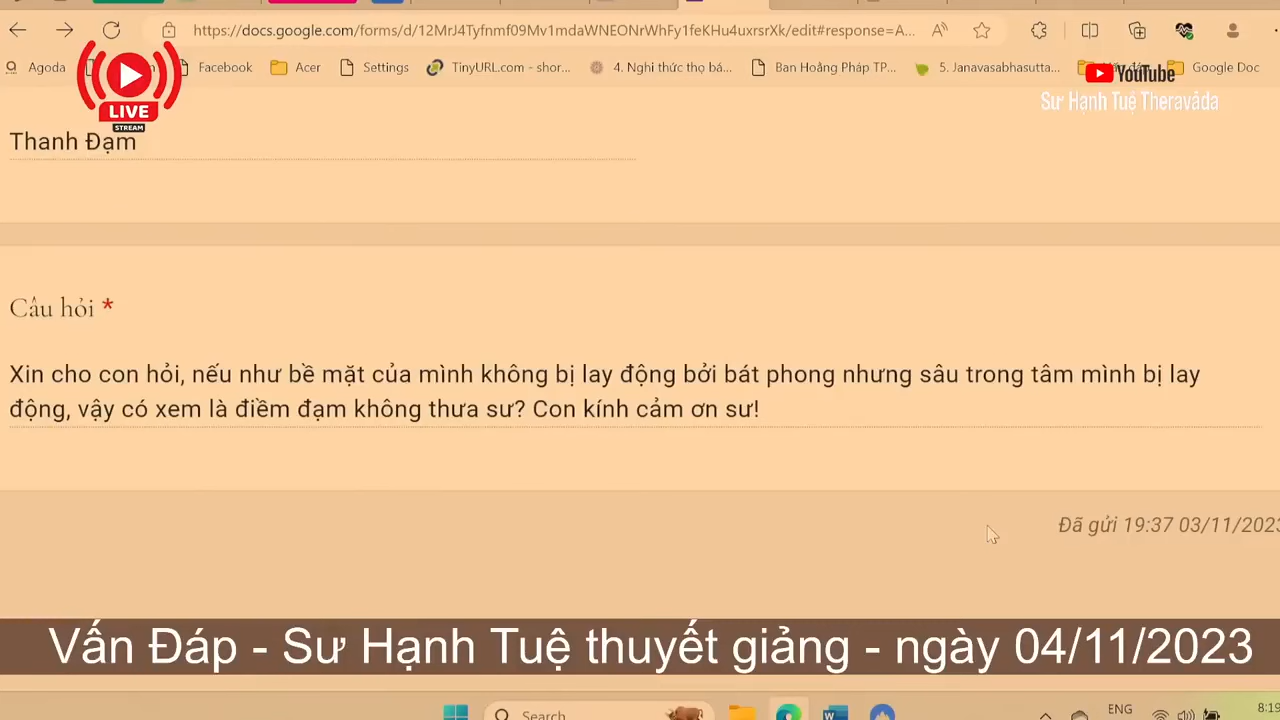 https://docs.google.com/forms/d/12MrJ4Tyfnmf09Mv1mdaWNEONrWhFy1feKHu4uxrsrXk/edit#response=A...
Agoda
Facebook
Acer
Settings
TinyURL.com - shor...
4. Nghi thức thọ bá...
Ban Hoằng Pháp TP...
5. Janavasabhasutta...
Google Doc
LIVE
STREAM
YouTube
Sư Hạnh Tuệ Theravāda
Thanh Đạm
Câu hỏi *
Xin cho con hỏi, nếu như bề mặt của mình không bị lay động bởi bát phong nhưng sâu trong tâm mình bị lay
động, vậy có xem là điềm đạm không thưa sư? Con kính cảm ơn sư!
Đã gửi 19:37 03/11/2023
Vấn Đáp - Sư Hạnh Tuệ thuyết giảng - ngày 04/11/2023
Search
ENG
8:19